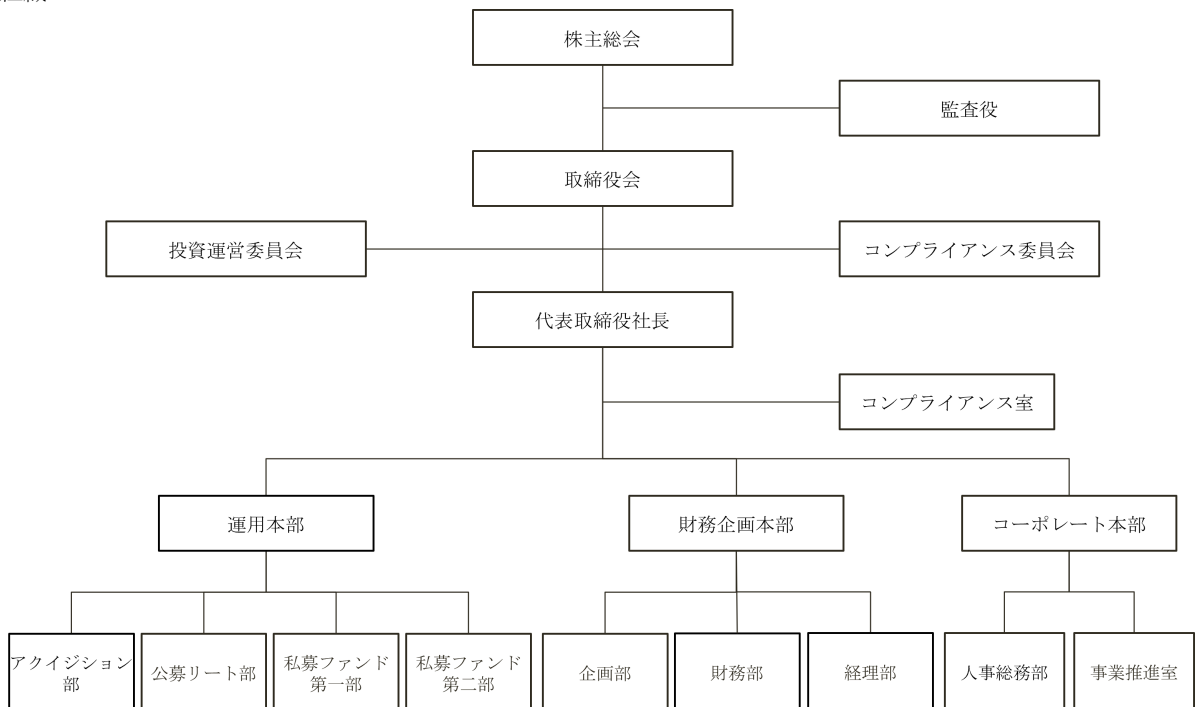 株主総会
監査役
取締役会
投資運営委員会
コンプライアンス委員会
代表取締役社長
コンプライアンス室
運用本部
財務企画本部
コーポレート本部
アクイジション
部
公募リート部
私募ファンド
第一部
私募ファンド
第二部
企画部
財務部
経理部
人事総務部
事業推進室